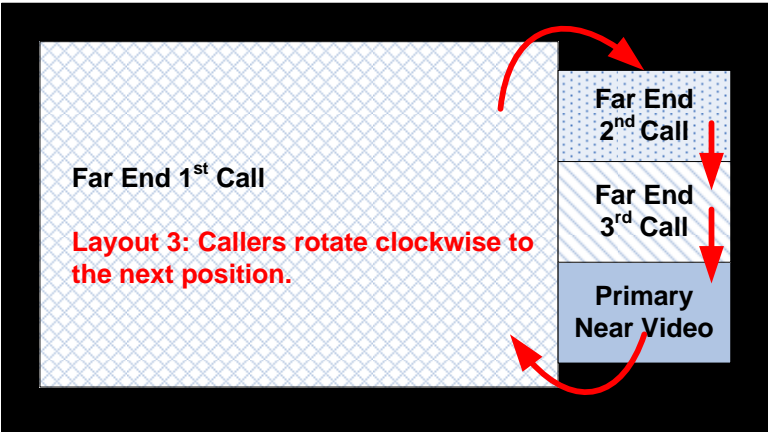 Far End 1st Call
Layout 3: Callers rotate clockwise to
the next position.
Far End
2nd Call
Far End
3rd Call
Primary
Near Video